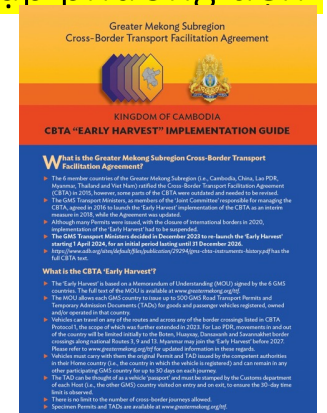 Greater Mekong Subregion
Cross-Border Transport Facilitation Agreement
KINGDOM OF CAMBODIA
CBTA "EARLY HARVEST" IMPLEMENTATION GUIDE
What is the Greater Mekong Subregion Cross-Border Transport
Facilitation Agreement?
The 6 member countries of the Greater Mekong Subregion (i.e., Cambodia, China, Lao PDR,
Myanmar, Thailand and Viet Nam) ratified the Cross-Border Transport Facilitation Agreement
(CBTA) in 2015, however, some parts of the CBTA were outdated and needed to be revised.
The GMS Transport Ministers, as members of the 'Joint Committee' responsible for managing the
CBTA, agreed in 2016 to launch the 'Early Harvest' implementation of the CBTA as an interim
measure in 2018, while the Agreement was updated.
Although many Permits were issued, with the closure of international borders in 2020,
implementation of the 'Early Harvest' had to be suspended.
The GMS Transport Ministers decided in December 2023 to re-launch the 'Early Harvest'
starting 1 April 2024, for an initial period lasting until 31 December 2026.
https://www.adb.org/sites/default/files/publication/29294/gms-cbta-instruments-history.pdf has the
full CBTA text.
What is the CBTA 'Early Harvest'?
The 'Early Harvest' is based on a Memorandum of Understanding (MOU) signed by the 6 GMS
countries. The full text of the MOU is available at www.greatermekong.org/ttf.
The MOU allows each GMS country to issue up to 500 GMS Road Transport Permits and
Temporary Admission Documents ('TADs) for goods and passenger vehicles registered, owned
and/or operated in that country.
Vehicles can travel on any of the routes and across any of the border crossings listed in CBTA
Protocol 1, the scope of which was further extended in 2023. For Lao PDR, movements in and out
of the country will be limited initially to the Boten, Huaysay, Dansavanh and Savannakhet border
crossings along national Routes 3, 9 and 13. Myanmar may join the 'Early Harvest' before 2027.
Please refer to www.greatermekong.org/ttf for updated information in these regards.
Vehicles must carry with them the original Permit and TAD issued by the competent authorities
in their Home country (i.e., the country in which the vehicle is registered) and can remain in any
other participating GMS country for up to 30 days on each journey.
The TAD can be thought of as a vehicle 'passport' and must be stamped by the Customs department
of each Host (i.e., the other GMS) country visited on entry and on exit, to ensure the 30-day time
limit is observed.
There is no limit to the number of cross-border journeys allowed.
Specimen Permits and TADs are available at www.greatermekong.org/ttf.